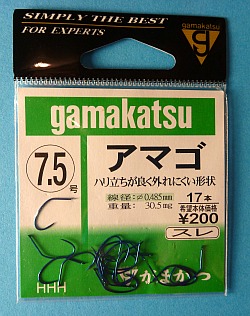 SIMPLY THE BEST
FOR EXPERTS
gamakatsu
gamakatsu
7.5号
アマゴ
ハリ立ちが良く外れにくい形状
線径:≈0.485mm
重量: 30.5mg
17本
希望本体価格
¥200
スレ
がまかつ
HHH